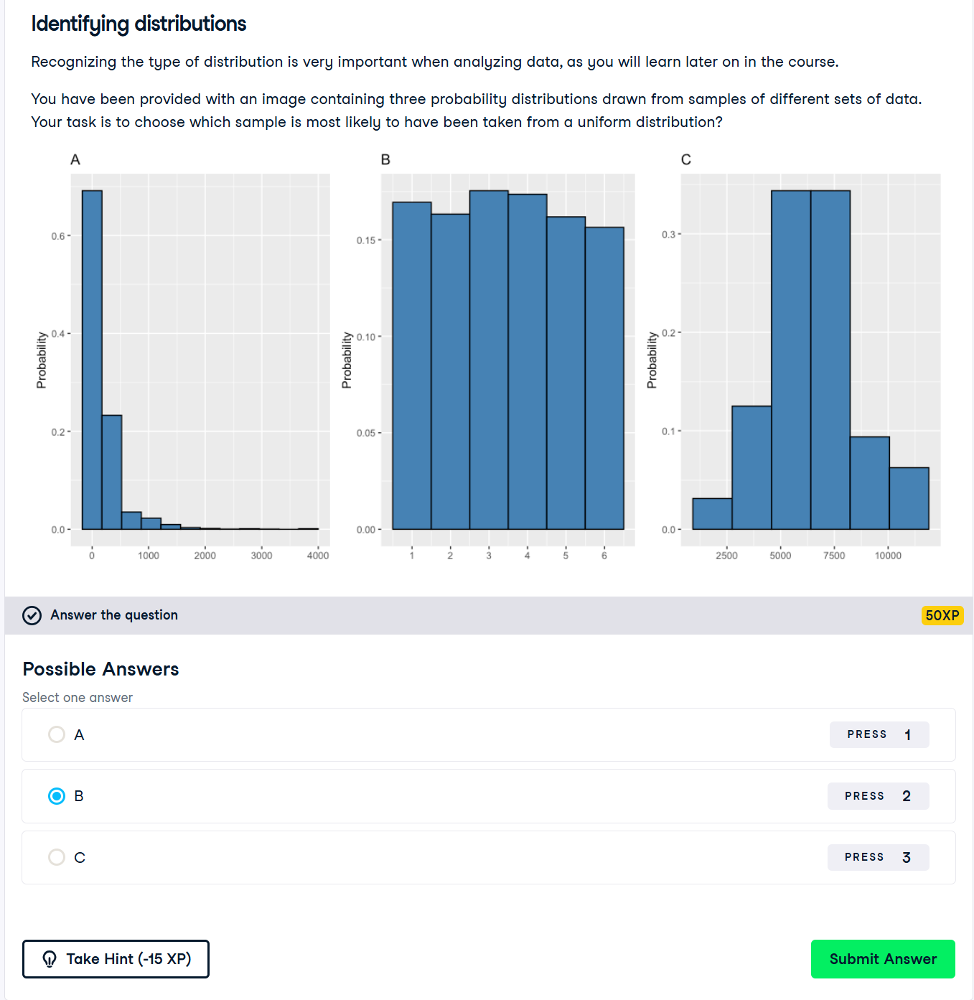 Identifying distributions
Recognizing the type of distribution is very important when analyzing data, as you will learn later on in the course.
You have been provided with an image containing three probability distributions drawn from samples of different sets of data.
Your task is to choose which sample is most likely to have been taken from a uniform distribution?
A
0.6
0.4
0.2
0.0
Probability
0 1000 2000 3000 4000
B
0.15
0.10
0.05
0.00
Probability
1 2 3 4 5 6
C
0.3
0.2
0.1
0.0
Probability
2500 5000 7500 10000
Answer the question
50XP
Possible Answers
Select one answer
A
PRESS 1
B
PRESS 2
C
PRESS 3
Take Hint (-15 XP)
Submit Answer